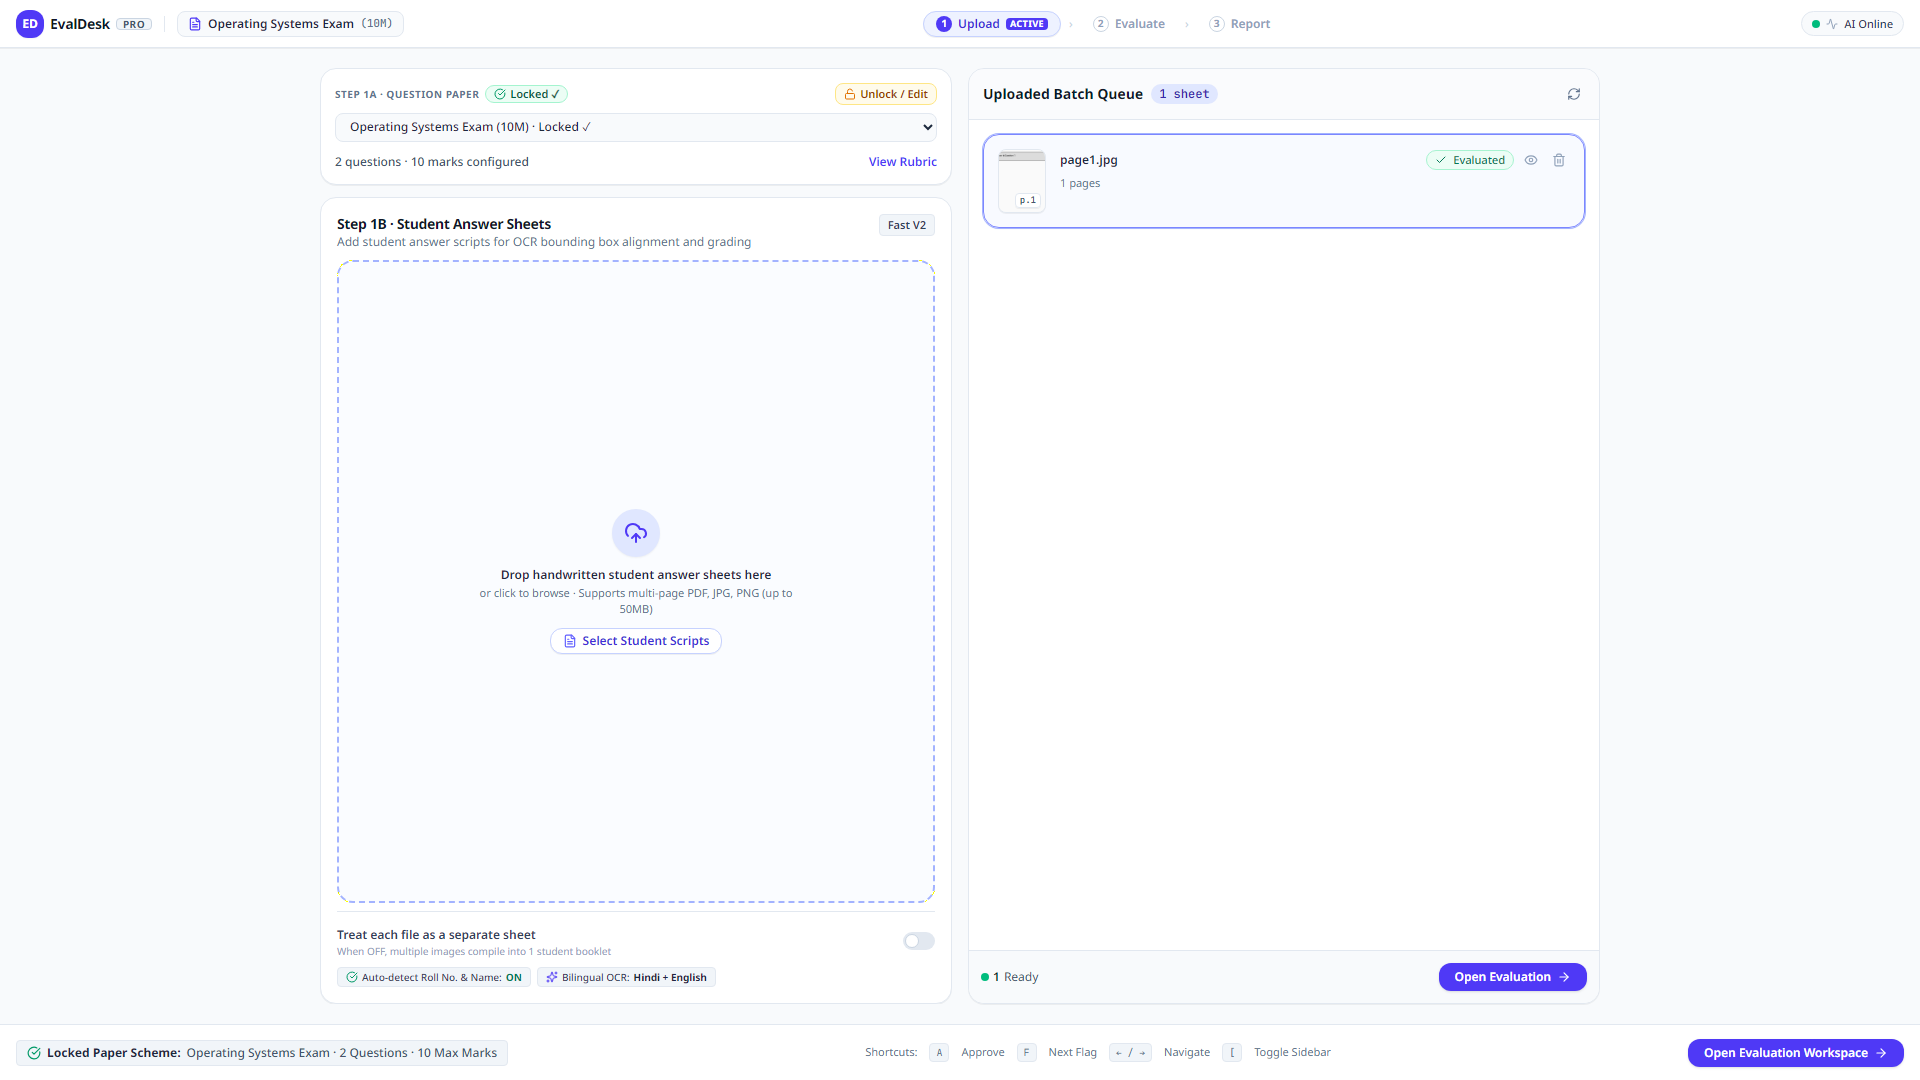 ED EvalDesk PRO Operating Systems Exam (10M) 1 Upload ACTIVE › 2 Evaluate › 3 Report AI Online
STEP 1A · QUESTION PAPER Locked ✓ Unlock / Edit
Operating Systems Exam (10M) · Locked ✓
2 questions · 10 marks configured View Rubric
Step 1B · Student Answer Sheets Fast V2
Add student answer scripts for OCR bounding box alignment and grading
Drop handwritten student answer sheets here
or click to browse · Supports multi-page PDF, JPG, PNG (up to
50MB)
Select Student Scripts
Treat each file as a separate sheet
When OFF, multiple images compile into 1 student booklet
Auto-detect Roll No. & Name: ON Bilingual OCR: Hindi + English
Uploaded Batch Queue 1 sheet
page1.jpg Evaluated
1 pages
p.1
1 Ready Open Evaluation →
Locked Paper Scheme: Operating Systems Exam · 2 Questions · 10 Max Marks Shortcuts: A Approve F Next Flag ← / → Navigate [ Toggle Sidebar Open Evaluation Workspace →